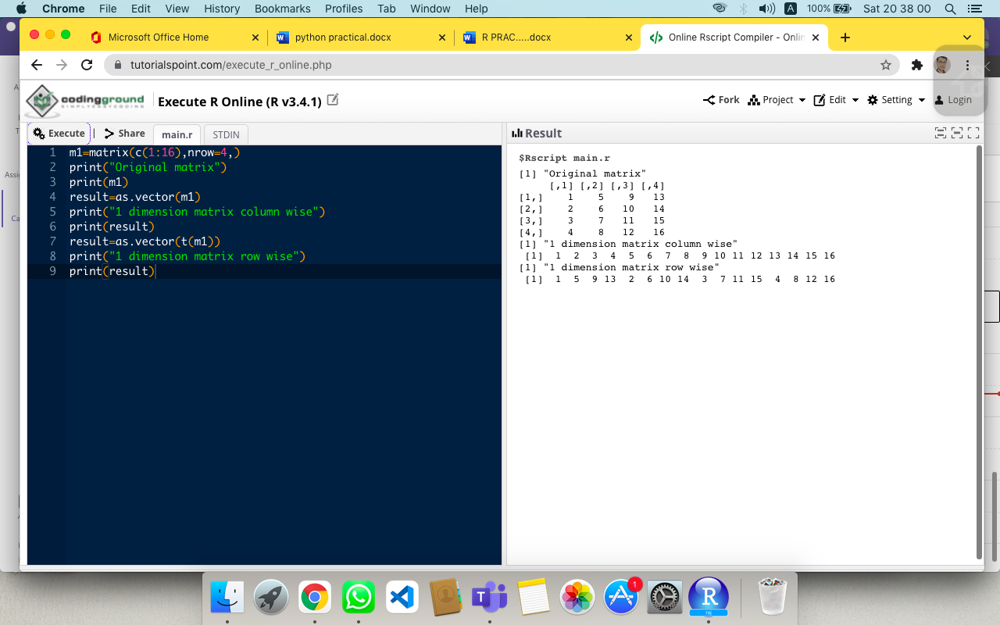 Chrome File Edit View History Bookmarks Profiles Tab Window Help A 100% Sat 20 38 00
Microsoft Office Home python practical.docx R PRAC.....docx Online Rscript Compiler - Onlin
tutorialspoint.com/execute_r_online.php
codingground
SIMPLYEASYCODING
Execute R Online (R v3.4.1) Fork Project Edit Setting Login
Execute | Share main.r STDIN
Result
1 m1=matrix(c(1:16),nrow=4,)
2 print("Original matrix")
3 print(m1)
4 result=as.vector(m1)
5 print("1 dimension matrix column wise")
6 print(result)
7 result=as.vector(t(m1))
8 print("1 dimension matrix row wise")
9 print(result)
$Rscript main.r
[1] "Original matrix"
[,1] [,2] [,3] [,4]
[1,] 1 5 9 13
[2,] 2 6 10 14
[3,] 3 7 11 15
[4,] 4 8 12 16
[1] "1 dimension matrix column wise"
[1] 1 2 3 4 5 6 7 8 9 10 11 12 13 14 15 16
[1] "1 dimension matrix row wise"
[1] 1 5 9 13 2 6 10 14 3 7 11 15 4 8 12 16
Assi
Ca
1
R
raj